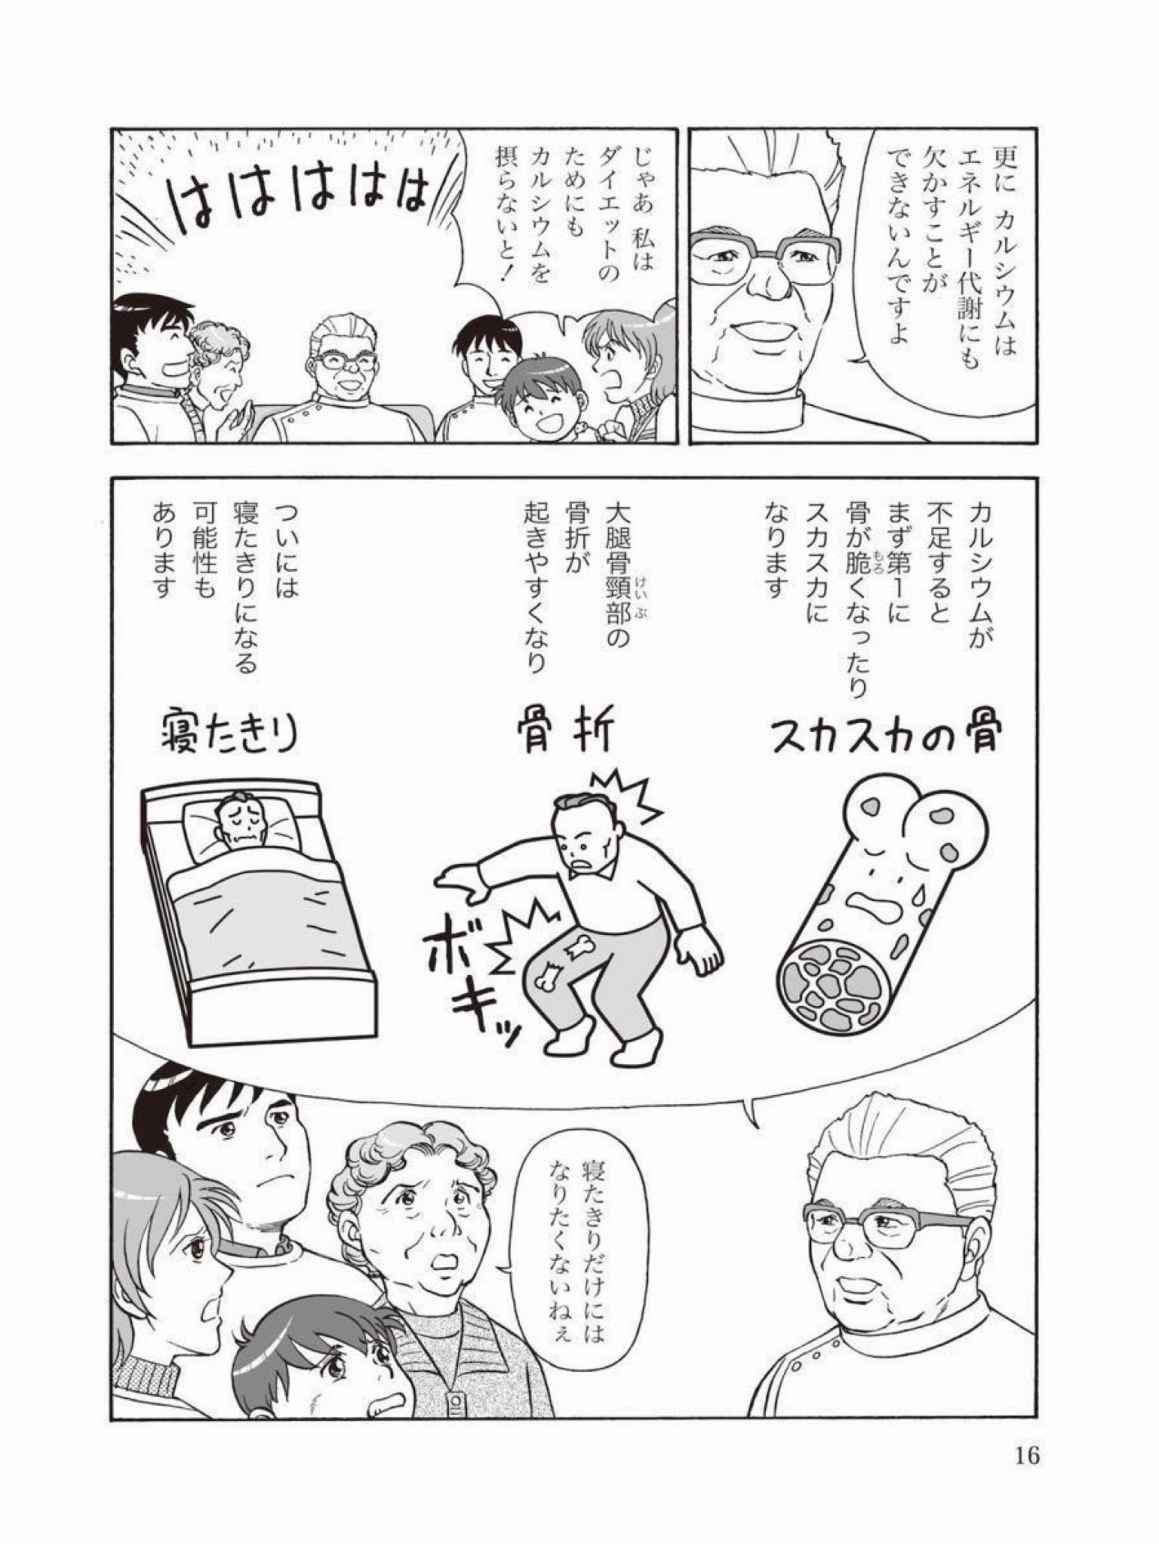 更に カルシウムは
エネルギー代謝にも
欠かすことが
できないんですよ
じゃあ 私は
ダイエットの
ためにも
カルシウムを
摂らないと！
はははは
カルシウムが
不足すると
まず第1に
骨が脆くなったり
もろ
スカスカに
なります
スカスカの骨
大腿骨頸部の
けいぶ
骨折が
起きやすくなり
骨折
ボキッ
ついには
寝たきりになる
可能性も
あります
寝たきり
寝たきりだけには
なりたくないねぇ
16